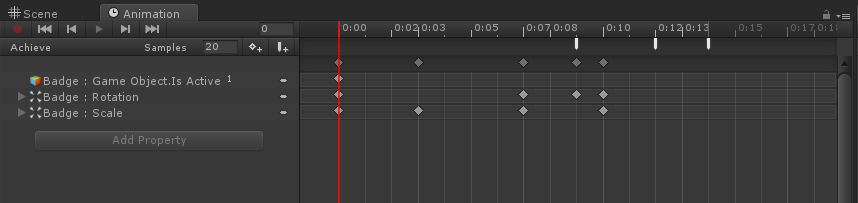 Scene Animation
0 0:00 0:02 0:03 0:05 0:07 0:08 0:10 0:12 0:13 0:15 0:17
Achieve Samples 20
Badge : Game Object.Is Active 1
Badge : Rotation
Badge : Scale
Add Property